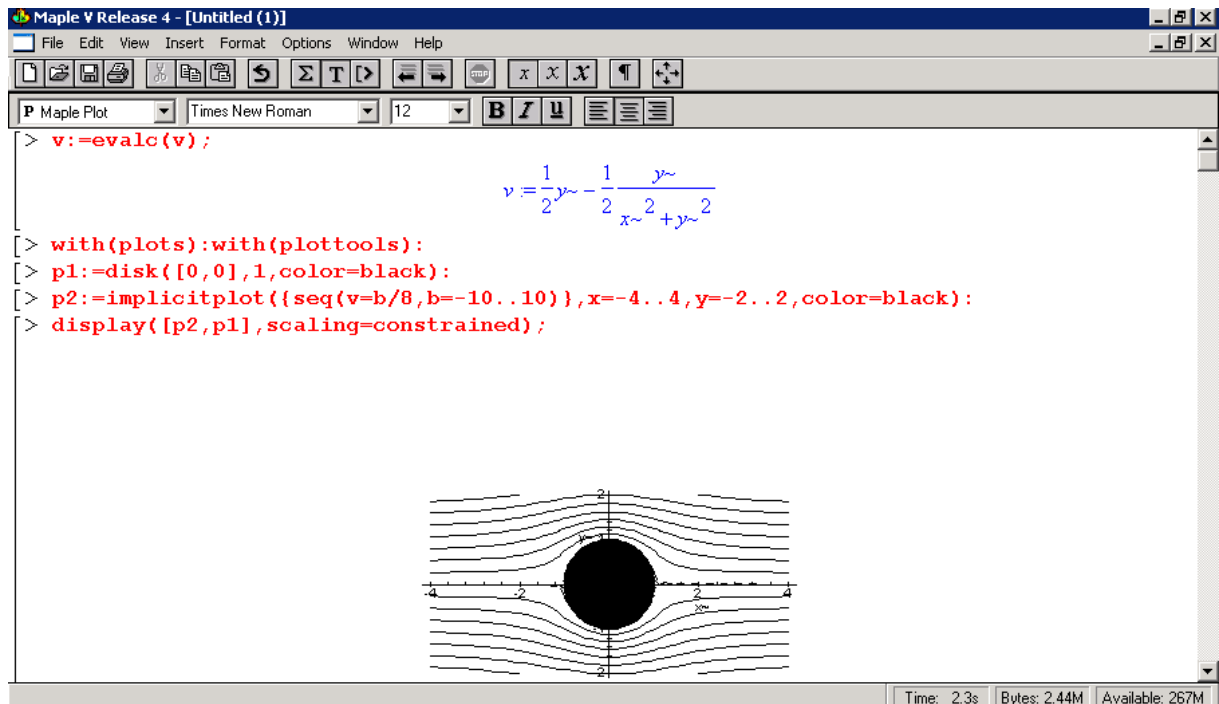 Maple V Release 4 - [Untitled (1)]
File Edit View Insert Format Options Window Help
Σ T [> STOP x x x ¶
P Maple Plot Times New Roman 12 B I u
> v:=evalc(v);
v := 1/2 y~ - 1/2 y~/(x~^2 + y~^2)
> with(plots):with(plottools):
> p1:=disk([0,0],1,color=black):
> p2:=implicitplot({seq(v=b/8,b=-10..10)},x=-4..4,y=-2..2,color=black):
> display([p2,p1],scaling=constrained);
2
-4 -2 2 4
x~
Time: 2.3s Bytes: 2.44M Available: 267M